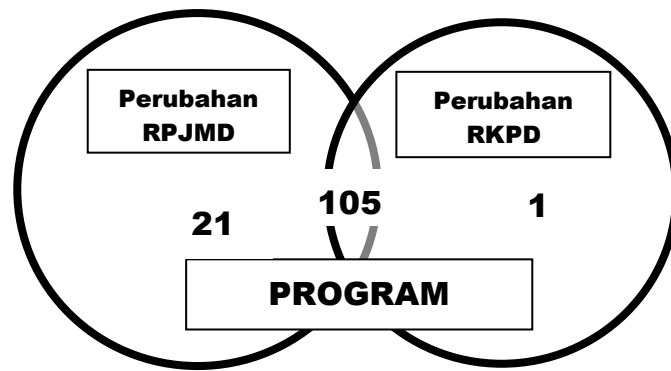 Perubahan
RPJMD
Perubahan
RKPD
21
105
1
PROGRAM